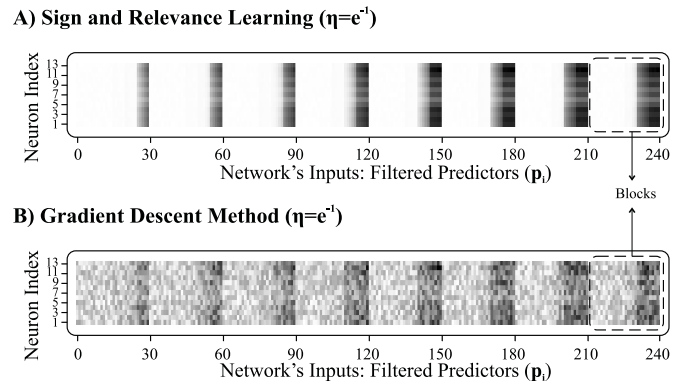 A) Sign and Relevance Learning (η=e⁻¹)
Neuron Index
13
11
9
7
5
3
1
0 30 60 90 120 150 180 210 240
Network's Inputs: Filtered Predictors (pᵢ)
Blocks
B) Gradient Descent Method (η=e⁻¹)
Neuron Index
13
11
9
7
5
3
1
0 30 60 90 120 150 180 210 240
Network's Inputs: Filtered Predictors (pᵢ)